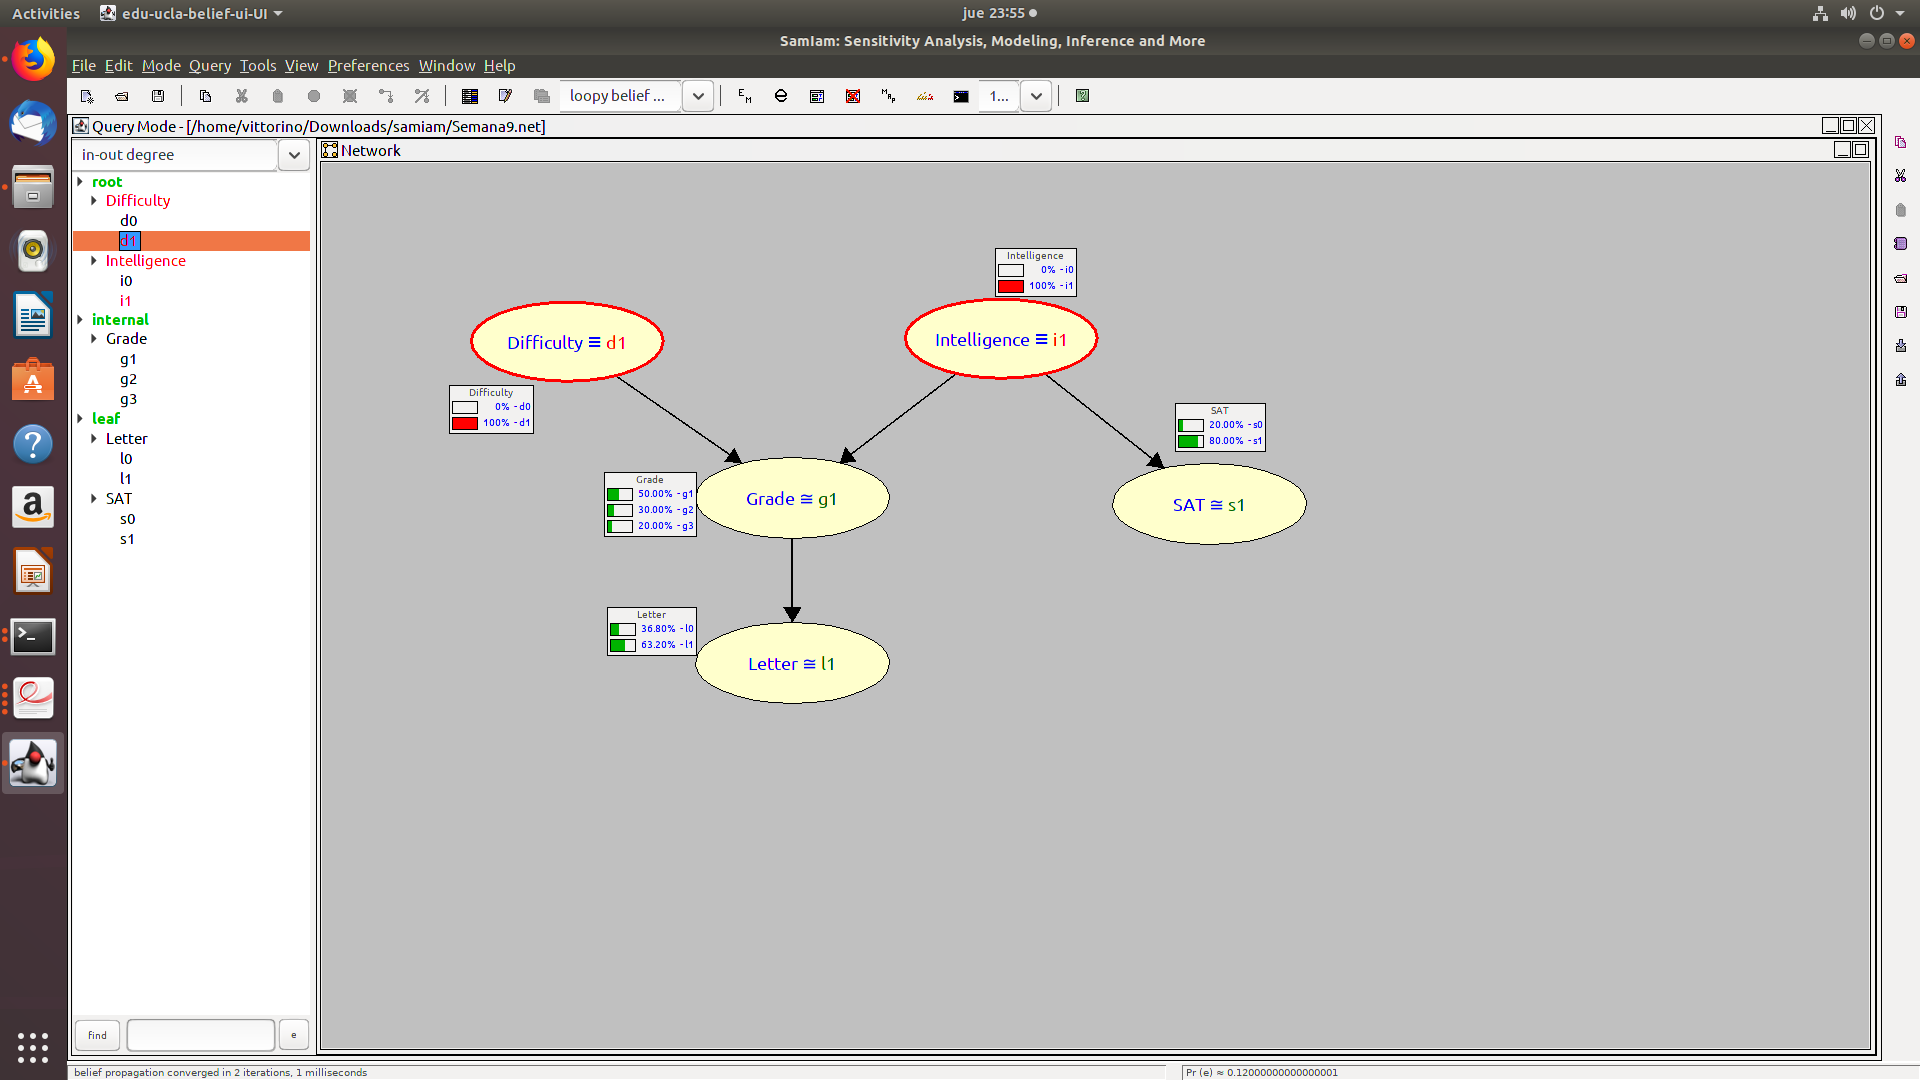 Activities
edu-ucla-belief-ui-UI
jue 23:55
SamIam: Sensitivity Analysis, Modeling, Inference and More
File Edit Mode Query Tools View Preferences Window Help
loopy belief ...
1...
Query Mode - [/home/vittorino/Downloads/samiam/Semana9.net]
in-out degree
root
Difficulty
d0
d1
Intelligence
i0
i1
internal
Grade
g1
g2
g3
leaf
Letter
l0
l1
SAT
s0
s1
find
e
Network
Intelligence
0% - i0
100% - i1
Difficulty ≡ d1
Intelligence ≡ i1
Difficulty
0% - d0
100% - d1
SAT
20.00% - s0
80.00% - s1
Grade
50.00% - g1
30.00% - g2
20.00% - g3
Grade ≅ g1
SAT ≅ s1
Letter
36.80% - l0
63.20% - l1
Letter ≅ l1
belief propagation converged in 2 iterations, 1 milliseconds
Pr (e) ≈ 0.12000000000000001